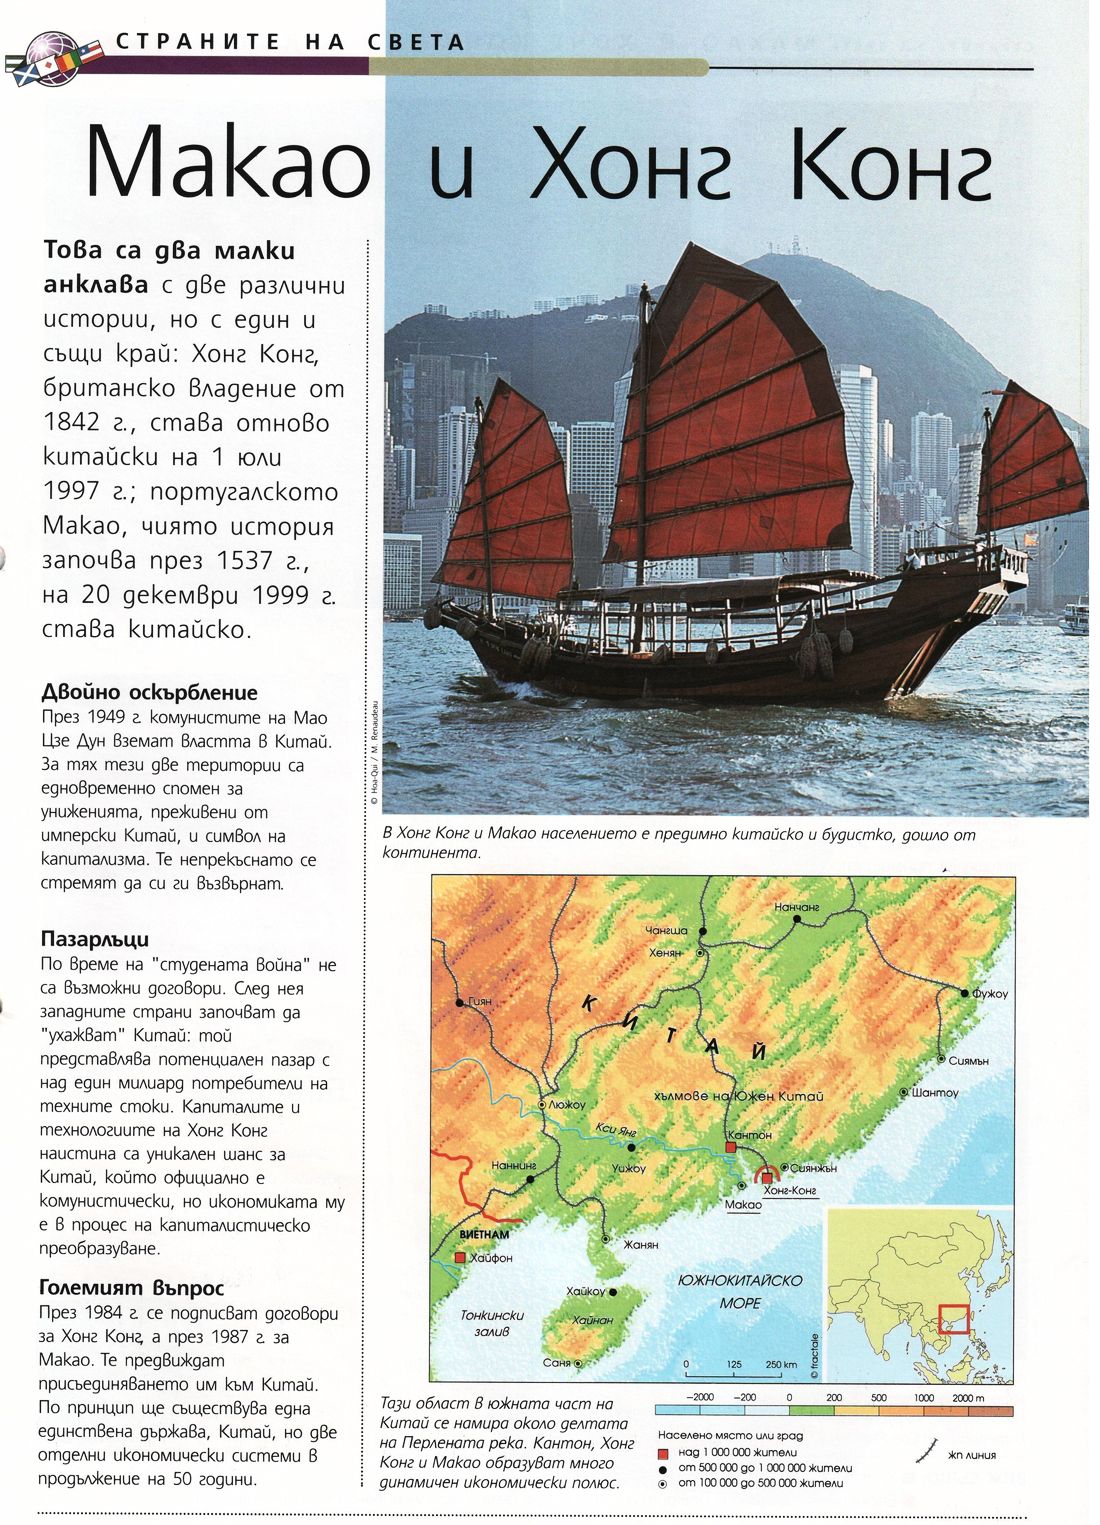 СТРАНИТЕ НА СВЕТА
Макао и Хонг Конг
Това са два малки
анклава с две различни
истории, но с един и
същи край: Хонг Конг,
британско владение от
1842 г., става отново
китайски на 1 юли
1997 г.; португалското
Макао, чиято история
започва през 1537 г.,
на 20 декември 1999 г.
става китайско.
Двойно оскърбление
През 1949 г. комунистите на Мао
Цзе Дун вземат властта в Китай.
За тях тези две територии са
едновременно спомен за
униженията, преживени от
имперски Китай, и символ на
капитализма. Те непрекъснато се
стремят да си ги възвърнат.
Пазарлъци
По време на "студената война" не
са възможни договори. След нея
западните страни започват да
"ухажват" Китай: той
представлява потенциален пазар с
над един милиард потребители на
техните стоки. Капиталите и
технологиите на Хонг Конг
наистина са уникален шанс за
Китай, който официално е
комунистически, но икономиката му
е в процес на капиталистическо
преобразуване.
Големият въпрос
През 1984 г. се подписват договори
за Хонг Конг, а през 1987 г. за
Макао. Те предвиждат
присъединяването им към Китай.
По принцип ще съществува една
единствена държава, Китай, но две
отделни икономически системи в
продължение на 50 години.
© Hoa-Qui / M. Renaudeau
В Хонг Конг и Макао населението е предимно китайско и будистко, дошло от
континента.
Нанчанг
Чангша
Хенян
Гиян
Фужоу
КИТАЙ
Сиямън
Шантоу
хълмове на Южен Китай
Люжоу
Кси Янг
Кантон
Уижоу
Наннинг
Сиянжън
Хонг-Конг
Макао
ВИЕТНАМ
Жанян
Хайфон
ЮЖНОКИТАЙСКО
МОРЕ
Хайкоу
Тонкински
залив
Хайнан
Саня
0 125 250 km
© fractale
−2000 −200 0 200 500 1000 2000 m
Тази област в южната част на
Китай се намира около делтата
на Перлената река. Кантон, Хонг
Конг и Макао образуват много
динамичен икономически полюс.
Населено място или град
над 1 000 000 жители
от 500 000 до 1 000 000 жители
от 100 000 до 500 000 жители
жп линия